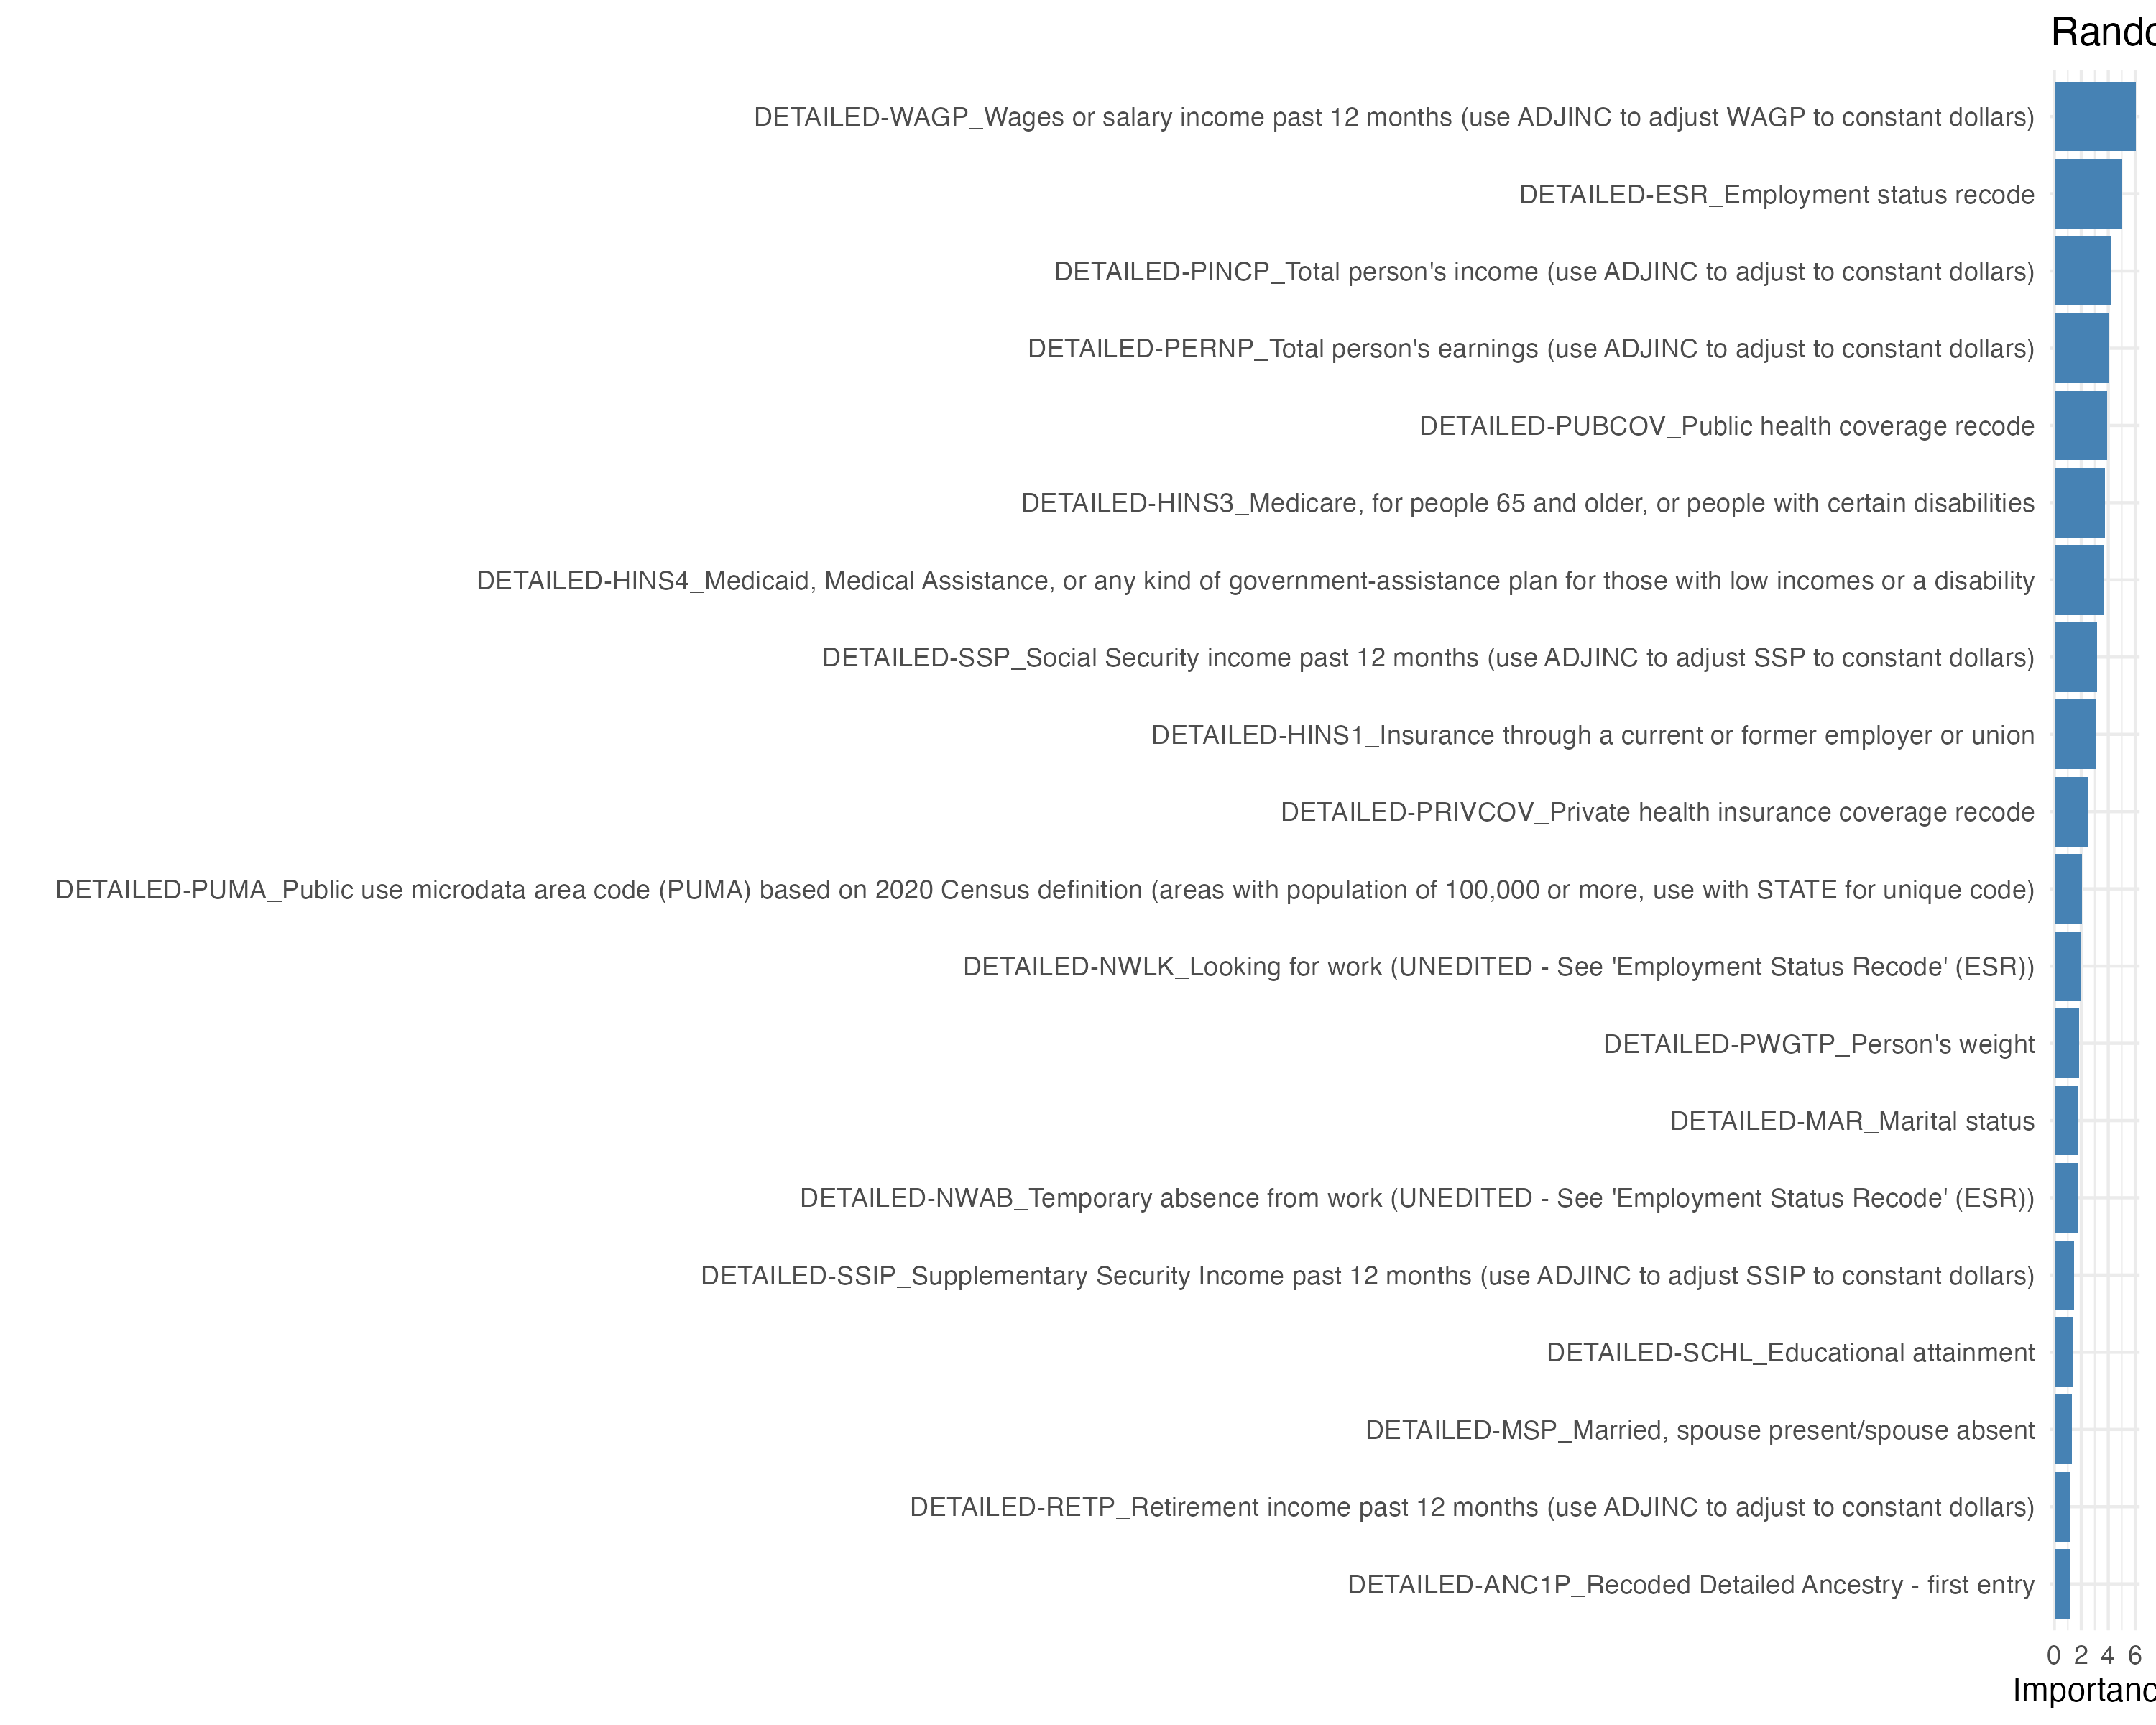 Rando
DETAILED-WAGP_Wages or salary income past 12 months (use ADJINC to adjust WAGP to constant dollars)
DETAILED-ESR_Employment status recode
DETAILED-PINCP_Total person's income (use ADJINC to adjust to constant dollars)
DETAILED-PERNP_Total person's earnings (use ADJINC to adjust to constant dollars)
DETAILED-PUBCOV_Public health coverage recode
DETAILED-HINS3_Medicare, for people 65 and older, or people with certain disabilities
DETAILED-HINS4_Medicaid, Medical Assistance, or any kind of government-assistance plan for those with low incomes or a disability
DETAILED-SSP_Social Security income past 12 months (use ADJINC to adjust SSP to constant dollars)
DETAILED-HINS1_Insurance through a current or former employer or union
DETAILED-PRIVCOV_Private health insurance coverage recode
DETAILED-PUMA_Public use microdata area code (PUMA) based on 2020 Census definition (areas with population of 100,000 or more, use with STATE for unique code)
DETAILED-NWLK_Looking for work (UNEDITED - See 'Employment Status Recode' (ESR))
DETAILED-PWGTP_Person's weight
DETAILED-MAR_Marital status
DETAILED-NWAB_Temporary absence from work (UNEDITED - See 'Employment Status Recode' (ESR))
DETAILED-SSIP_Supplementary Security Income past 12 months (use ADJINC to adjust SSIP to constant dollars)
DETAILED-SCHL_Educational attainment
DETAILED-MSP_Married, spouse present/spouse absent
DETAILED-RETP_Retirement income past 12 months (use ADJINC to adjust to constant dollars)
DETAILED-ANC1P_Recoded Detailed Ancestry - first entry
0 2 4 6
Importanc